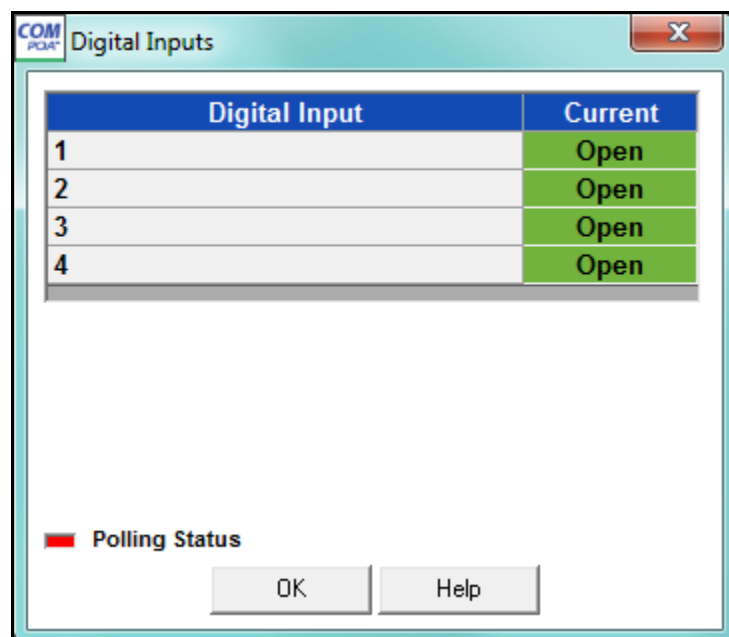 COM
PQA Digital Inputs
Digital Input Current
1 Open
2 Open
3 Open
4 Open
Polling Status
OK Help